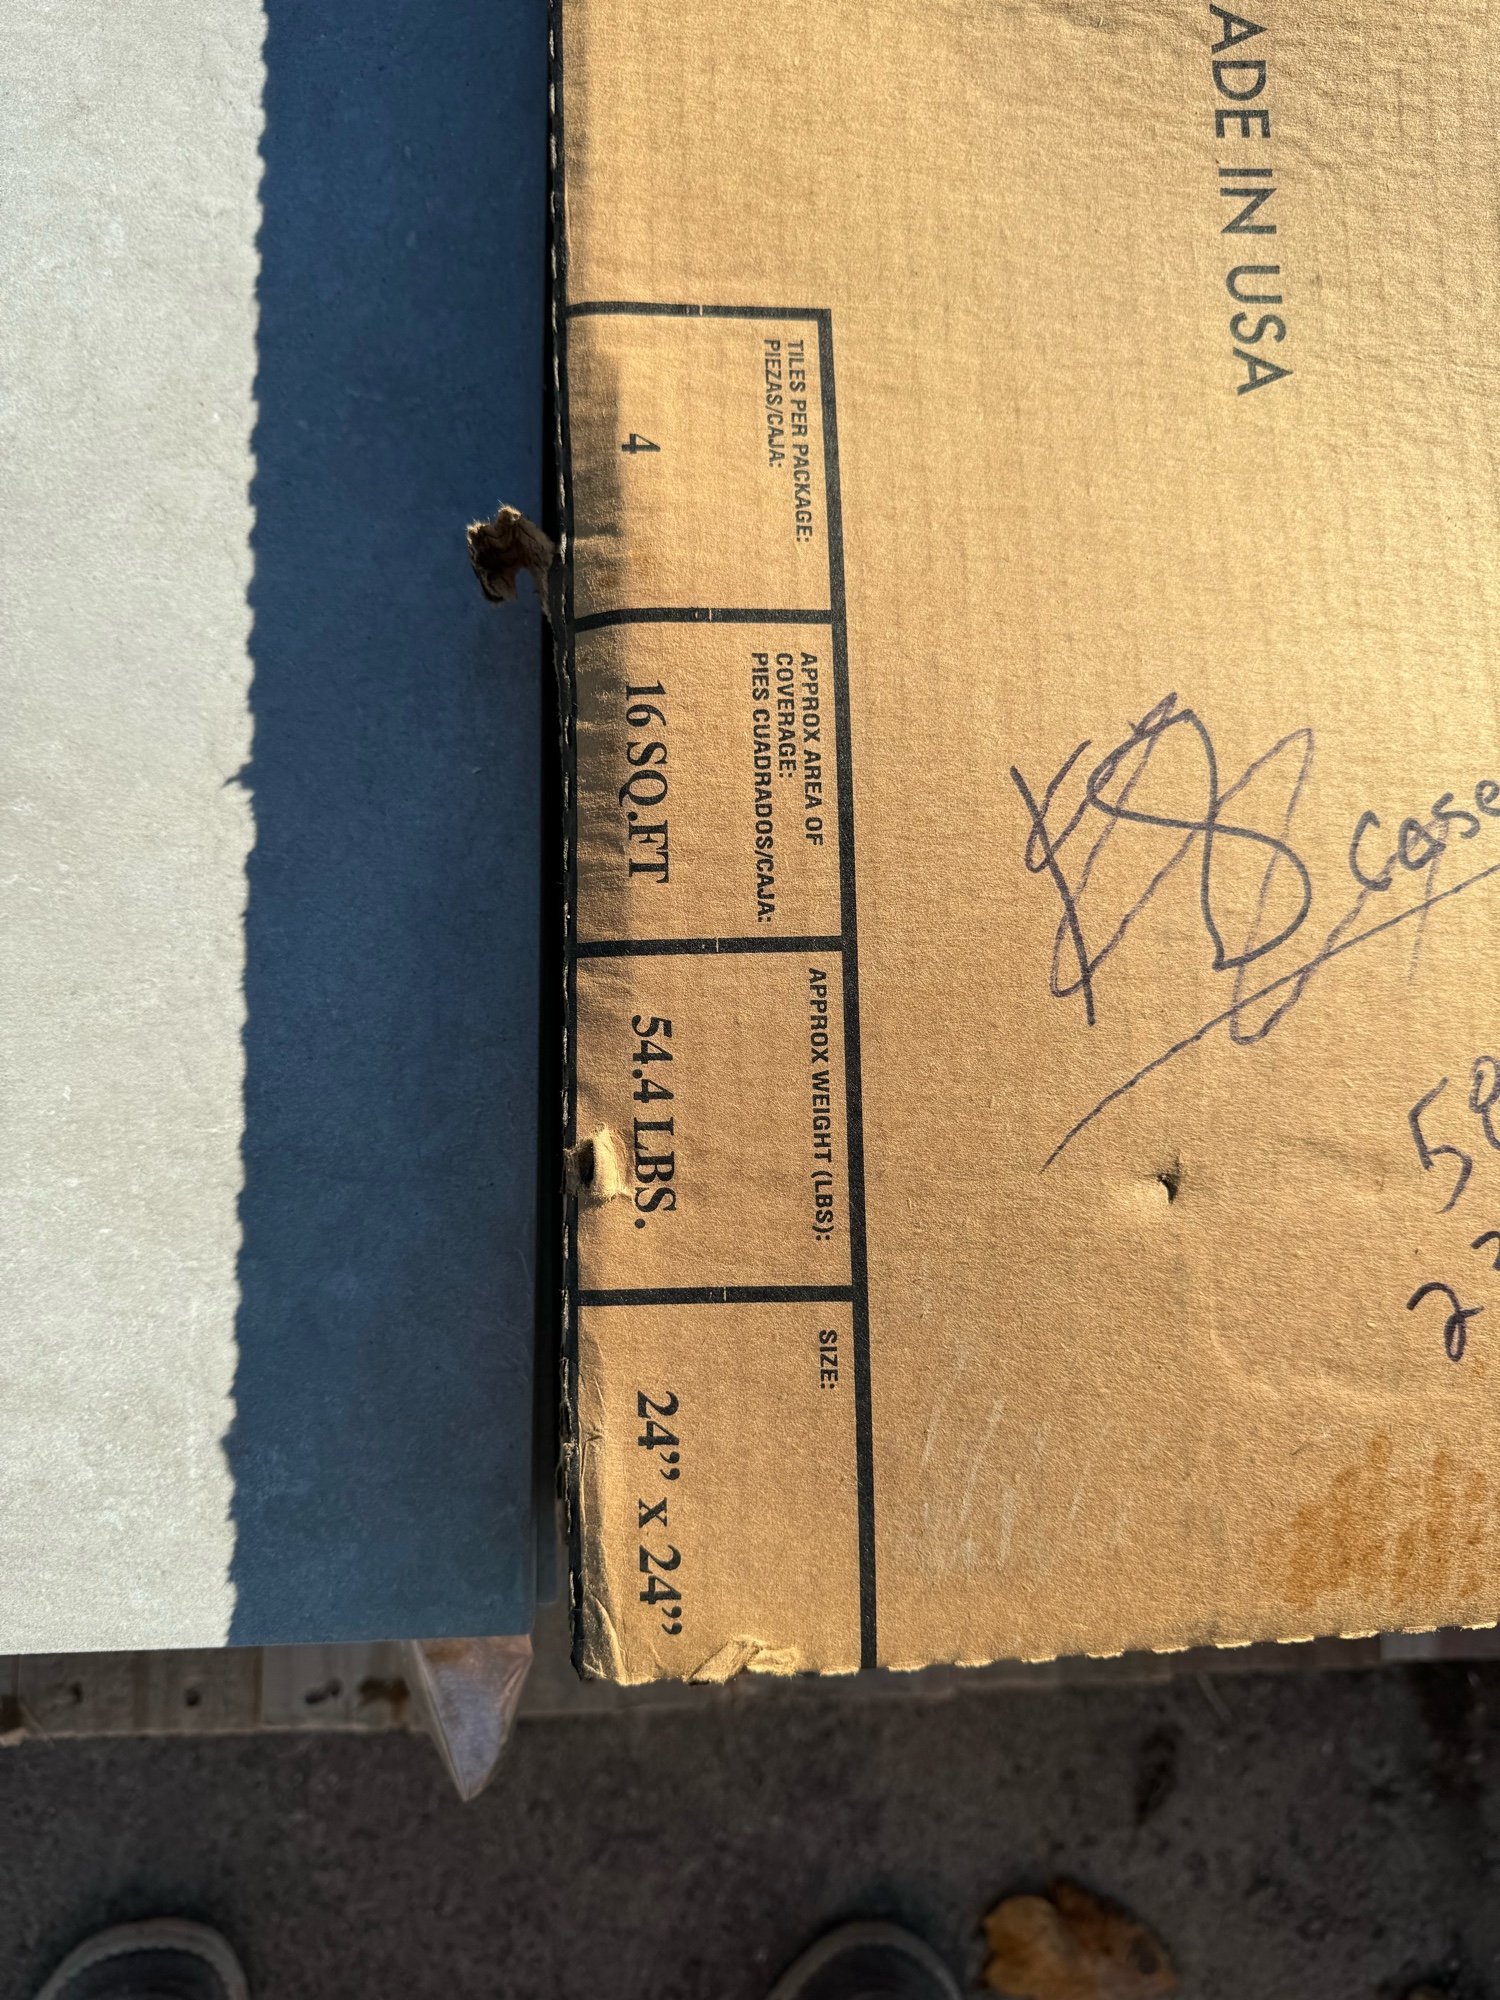 ADE IN USA
TILES PER PACKAGE:
PIEZAS/CAJA:
4
APPROX AREA OF
COVERAGE:
PIES CUADRADOS/CAJA:
16 SQ.FT
APPROX WEIGHT (LBS):
54.4 LBS.
SIZE:
24” x 24”
case